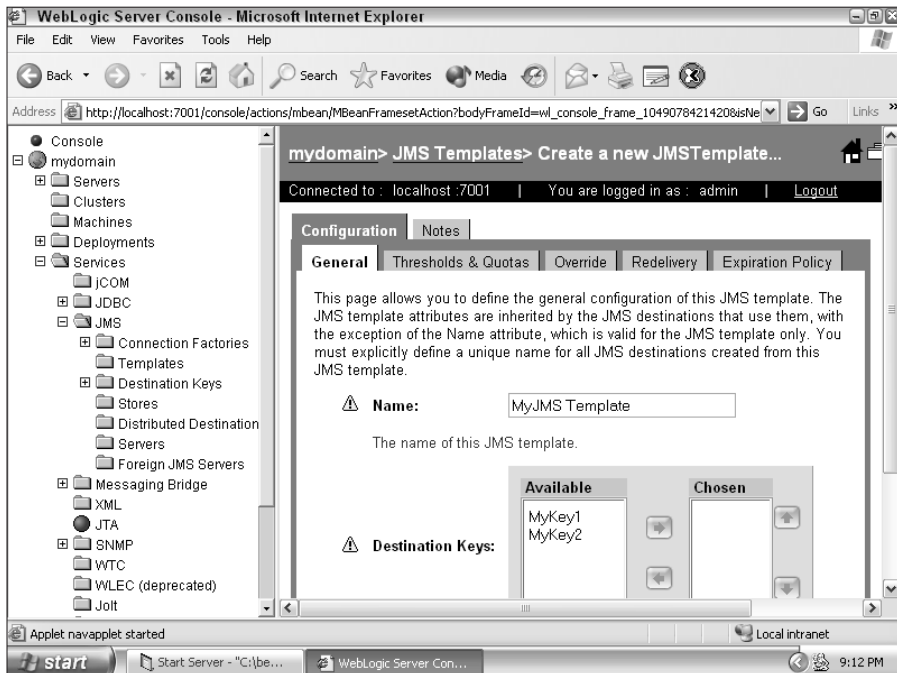 WebLogic Server Console - Microsoft Internet Explorer
File Edit View Favorites Tools Help
Back Search Favorites Media
Address http://localhost:7001/console/actions/mbean/MBeanFramesetAction?bodyFrameId=wl_console_frame_10490784214208&isNe Go Links »
Console
mydomain
Servers
Clusters
Machines
Deployments
Services
jCOM
JDBC
JMS
Connection Factories
Templates
Destination Keys
Stores
Distributed Destination
Servers
Foreign JMS Servers
Messaging Bridge
XML
JTA
SNMP
WTC
WLEC (deprecated)
Jolt
mydomain> JMS Templates> Create a new JMSTemplate...
Connected to : localhost :7001 | You are logged in as : admin | Logout
Configuration Notes
General Thresholds & Quotas Override Redelivery Expiration Policy
This page allows you to define the general configuration of this JMS template. The
JMS template attributes are inherited by the JMS destinations that use them, with
the exception of the Name attribute, which is valid for the JMS template only. You
must explicitly define a unique name for all JMS destinations created from this
JMS template.
Name: MyJMS Template
The name of this JMS template.
Available Chosen
MyKey1
MyKey2
Destination Keys:
Applet navapplet started Local intranet
start Start Server - "C:\be... WebLogic Server Con... 9:12 PM